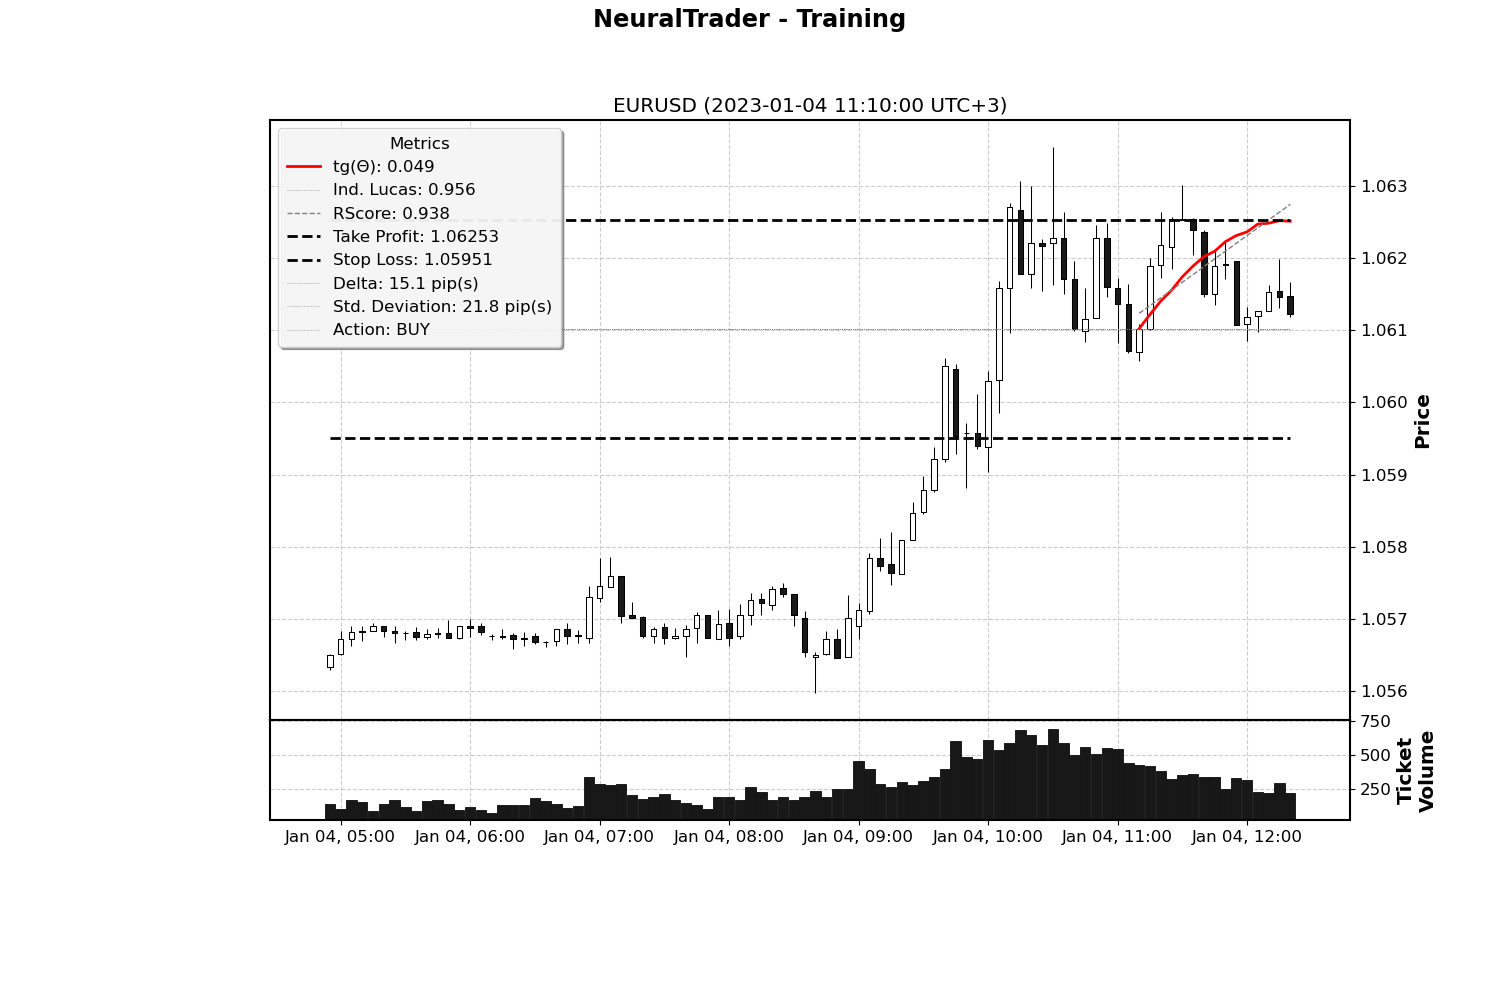 NeuralTrader - Training
EURUSD (2023-01-04 11:10:00 UTC+3)
Metrics
tg(Θ): 0.049
Ind. Lucas: 0.956
RScore: 0.938
Take Profit: 1.06253
Stop Loss: 1.05951
Delta: 15.1 pip(s)
Std. Deviation: 21.8 pip(s)
Action: BUY
1.063
1.062
1.061
1.060
1.059
1.058
1.057
1.056
Price
750
500
250
Ticket
Volume
Jan 04, 05:00
Jan 04, 06:00
Jan 04, 07:00
Jan 04, 08:00
Jan 04, 09:00
Jan 04, 10:00
Jan 04, 11:00
Jan 04, 12:00